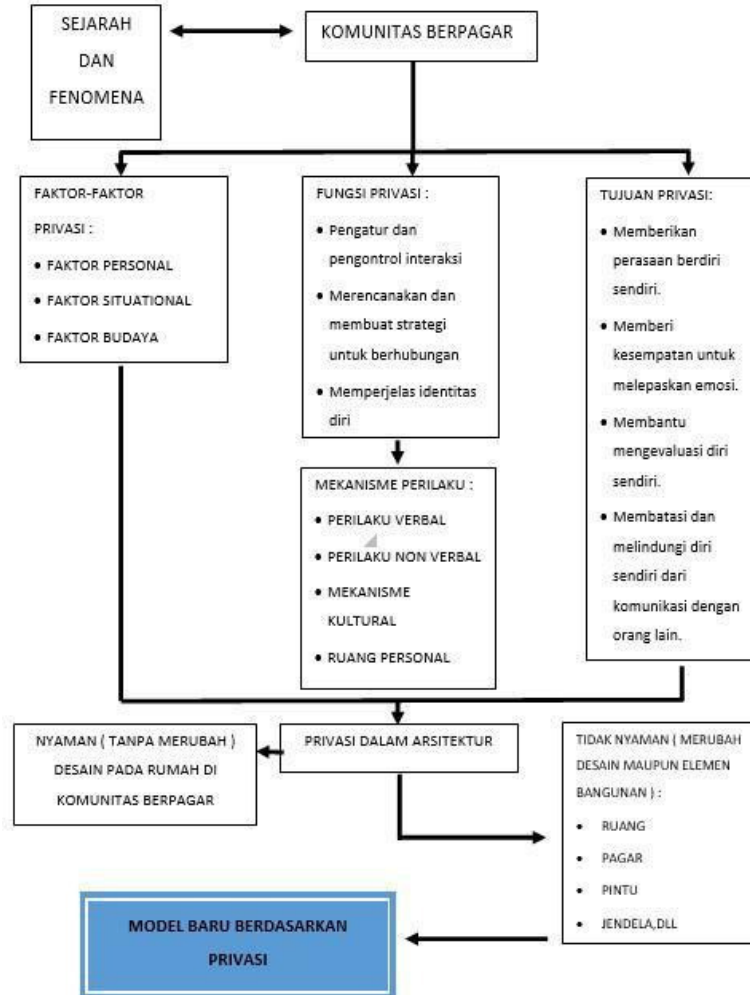 SEJARAH
DAN
FENOMENA
KOMUNITAS BERPAGAR
FAKTOR-FAKTOR
PRIVASI :
• FAKTOR PERSONAL
• FAKTOR SITUATIONAL
• FAKTOR BUDAYA
FUNGSI PRIVASI :
• Pengatur dan
pengontrol interaksi
• Merencanakan dan
membuat strategi
untuk berhubungan
• Memperjelas identitas
diri
TUJUAN PRIVASI:
• Memberikan
perasaan berdiri
sendiri.
• Memberi
kesempatan untuk
melepaskan emosi.
• Membantu
mengevaluasi diri
sendiri.
• Membatasi dan
melindungi diri
sendiri dari
komunikasi dengan
orang lain.
MEKANISME PERILAKU :
• PERILAKU VERBAL
• PERILAKU NON VERBAL
• MEKANISME
KULTURAL
• RUANG PERSONAL
NYAMAN ( TANPA MERUBAH )
DESAIN PADA RUMAH DI
KOMUNITAS BERPAGAR
PRIVASI DALAM ARSITEKTUR
TIDAK NYAMAN ( MERUBAH
DESAIN MAUPUN ELEMEN
BANGUNAN ) :
• RUANG
• PAGAR
• PINTU
• JENDELA,DLL
MODEL BARU BERDASARKAN
PRIVASI